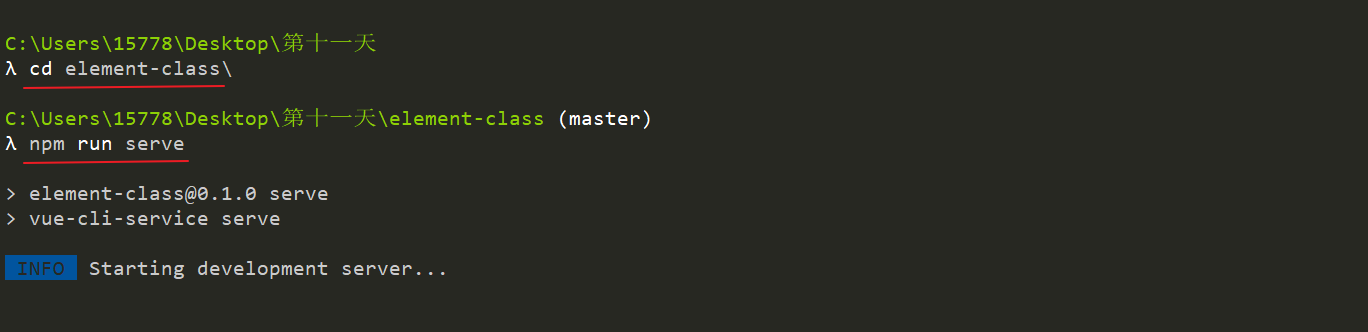 C:\Users\15778\Desktop\第十一天
λ cd element-class\
C:\Users\15778\Desktop\第十一天\element-class (master)
λ npm run serve
> element-class@0.1.0 serve
> vue-cli-service serve
INFO Starting development server...